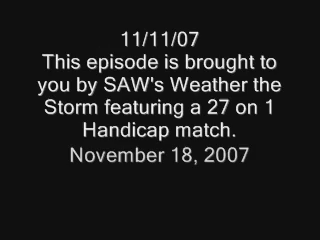 11/11/07
This episode is brought to
you by SAW's Weather the
Storm featuring a 27 on 1
Handicap match.
November 18, 2007